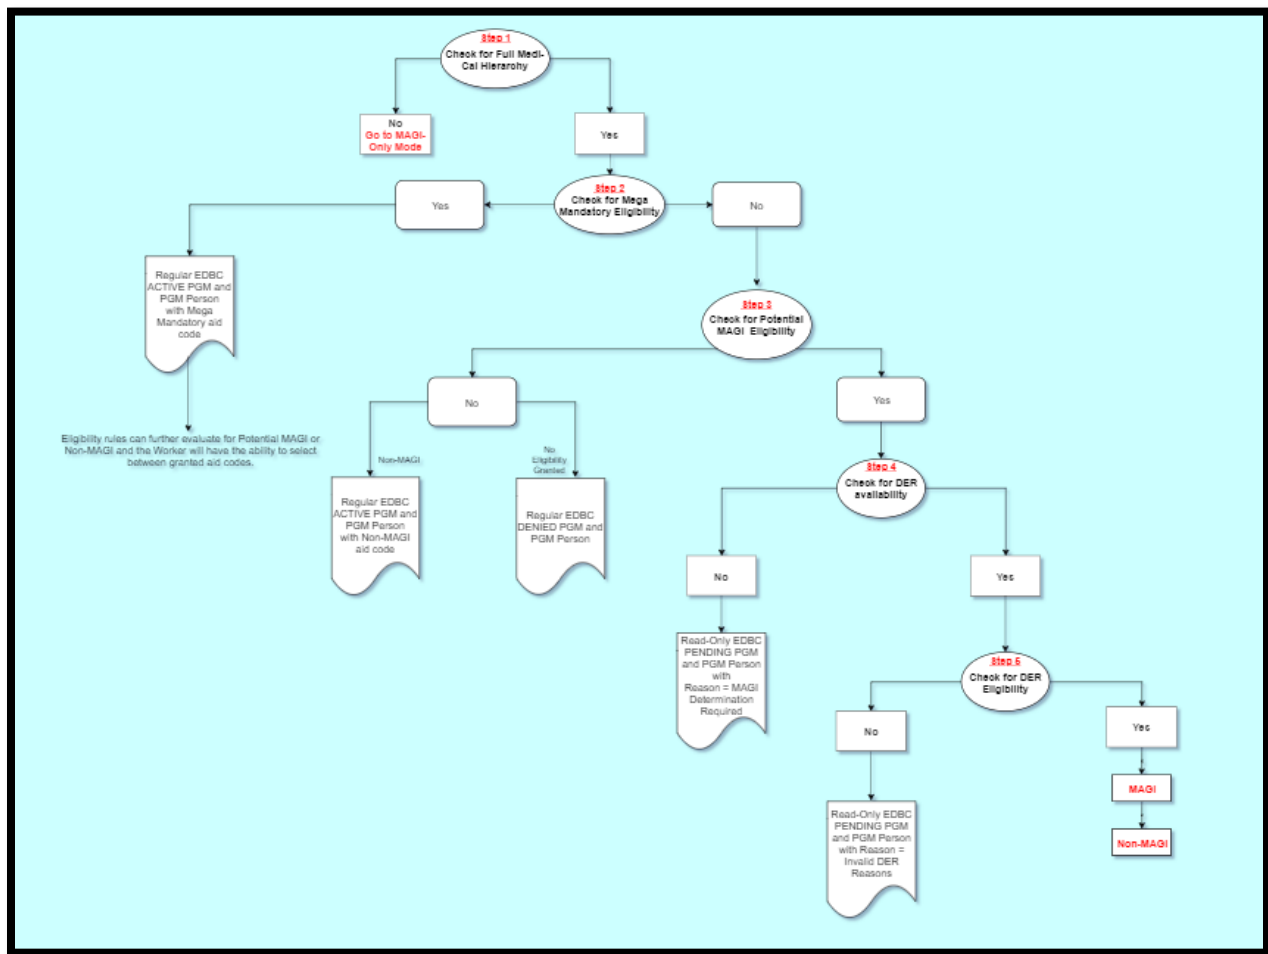 Step 1
Check for Full Medi-
Cal Hierarchy
No
Go to MAGI-
Only Mode
Yes
Step 2
Check for Mega
Mandatory Eligibility
Yes
No
Regular EDBC
ACTIVE PGM and
PGM Person
with Mega
Mandatory aid
code
Step 3
Check for Potential
MAGI Eligibility
No
Yes
Eligibility rules can further evaluate for Potential MAGI or
Non-MAGI and the Worker will have the ability to select
between granted aid codes.
Non-MAGI
No
Eligibility
Granted
Step 4
Check for DER
availability
Regular EDBC
ACTIVE PGM and
PGM Person
with Non-MAGI
aid code
Regular EDBC
DENIED PGM and
PGM Person
No
Yes
Read-Only EDBC
PENDING PGM
and PGM Person
with
Reason = MAGI
Determination
Required
Step 5
Check for DER
Eligibility
No
Yes
MAGI
Non-MAGI
Read-Only EDBC
PENDING PGM
and PGM Person
with Reason =
Invalid DER
Reasons